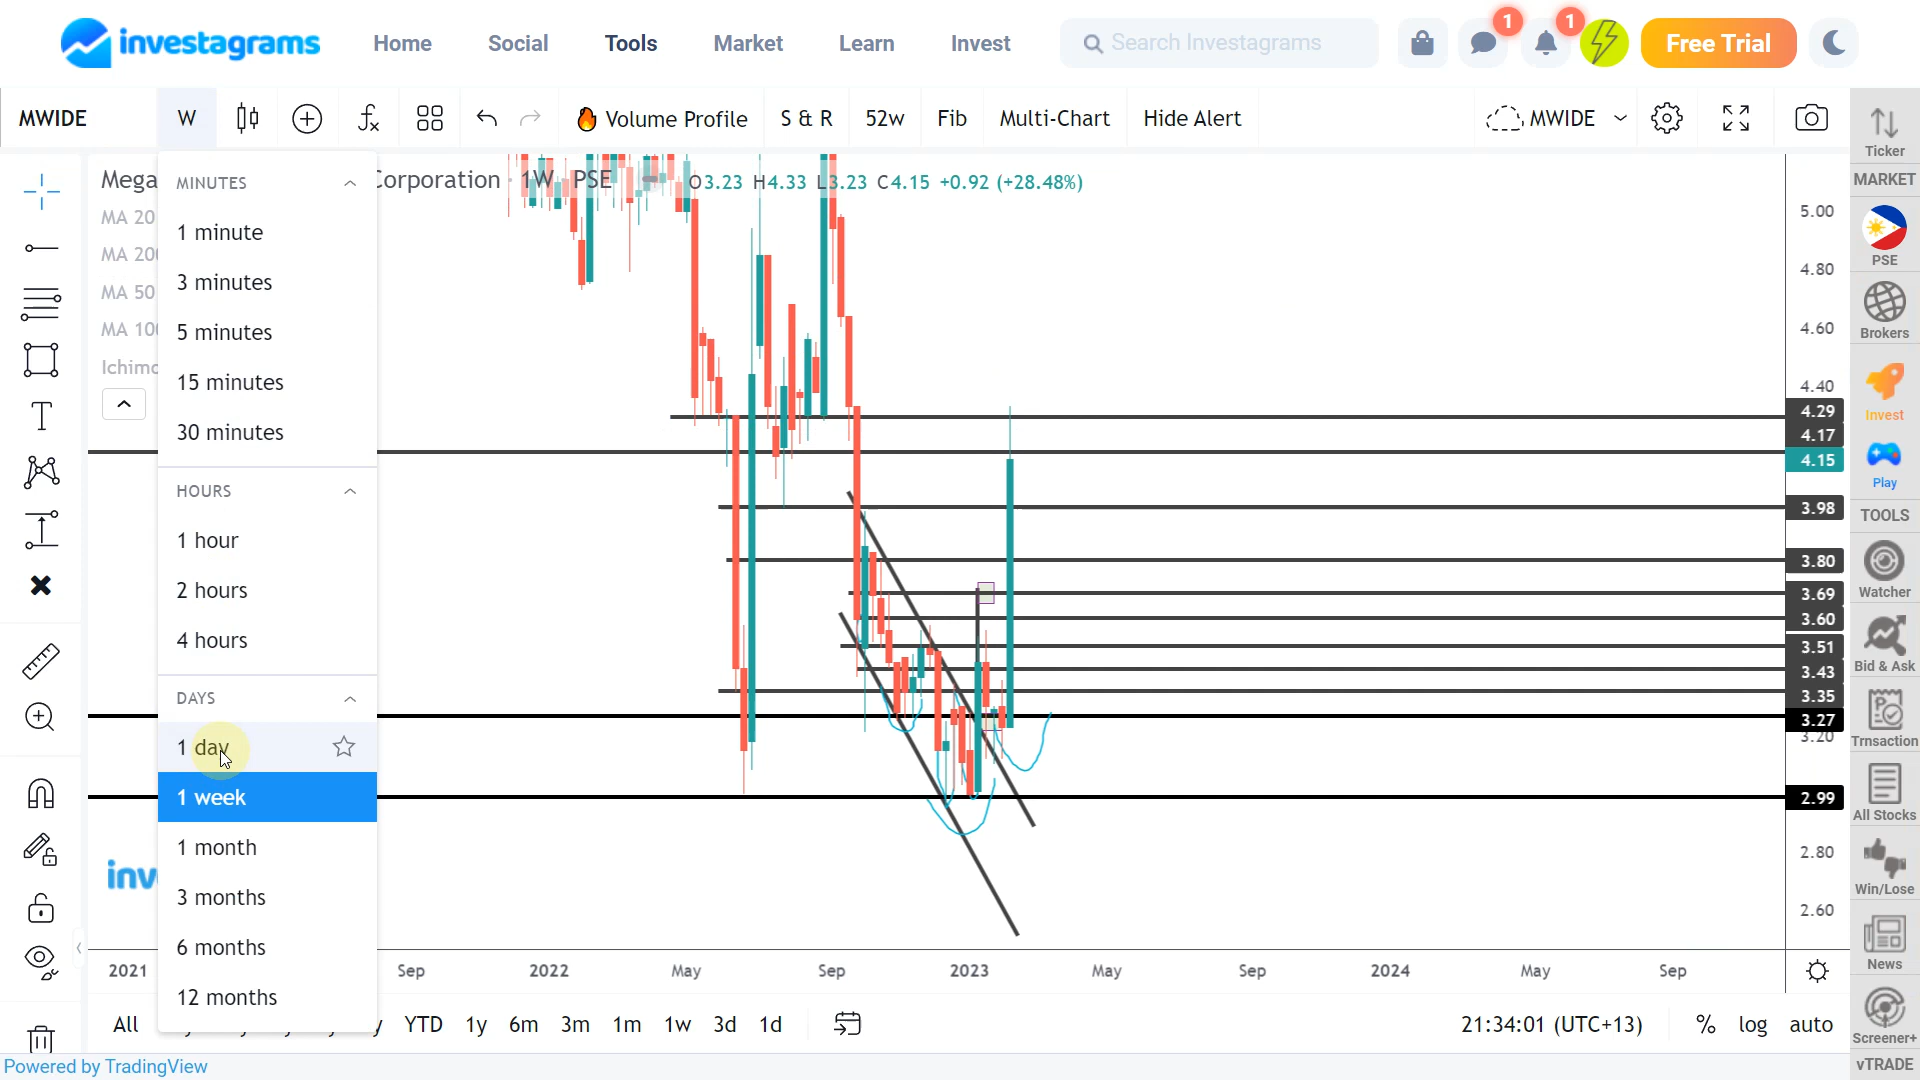 investagrams
Home
Social
Tools
Market
Learn
Invest
Search Investagrams
1
1
Free Trial
MWIDE
W
Volume Profile
S & R
52w
Fib
Multi-Chart
Hide Alert
MWIDE
Ticker
MARKET
PSE
Brokers
Invest
Play
TOOLS
Watcher
Bid & Ask
Trnsaction
All Stocks
Win/Lose
News
Screener+
vTRADE
Mega
Corporation · 1W PSE
O3.23 H4.33 L3.23 C4.15 +0.92 (+28.48%)
MA 20
MA 200
MA 50
MA 100
Ichimo
MINUTES
1 minute
3 minutes
5 minutes
15 minutes
30 minutes
HOURS
1 hour
2 hours
4 hours
DAYS
1 day
1 week
1 month
3 months
6 months
12 months
inv
5.00
4.80
4.60
4.40
4.29
4.17
4.15
3.98
3.80
3.69
3.60
3.51
3.43
3.35
3.27
3.20
2.99
2.80
2.60
2021
Sep
2022
May
Sep
2023
May
Sep
2024
May
Sep
All
YTD
1y
6m
3m
1m
1w
3d
1d
21:34:01 (UTC+13)
%
log
auto
Powered by TradingView